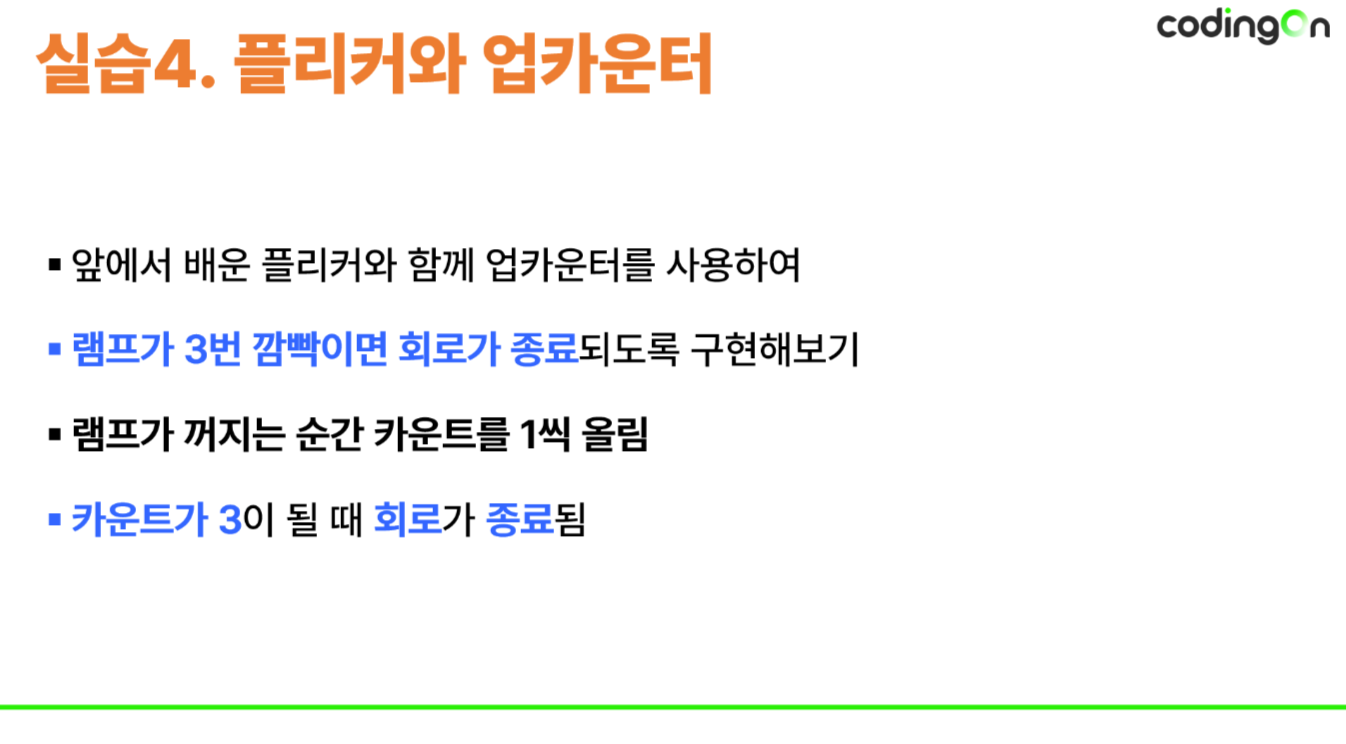 codingOn
실습4. 플리커와 업카운터
▪ 앞에서 배운 플리커와 함께 업카운터를 사용하여
▪ 램프가 3번 깜빡이면 회로가 종료되도록 구현해보기
▪ 램프가 꺼지는 순간 카운트를 1씩 올림
▪ 카운트가 3이 될 때 회로가 종료됨